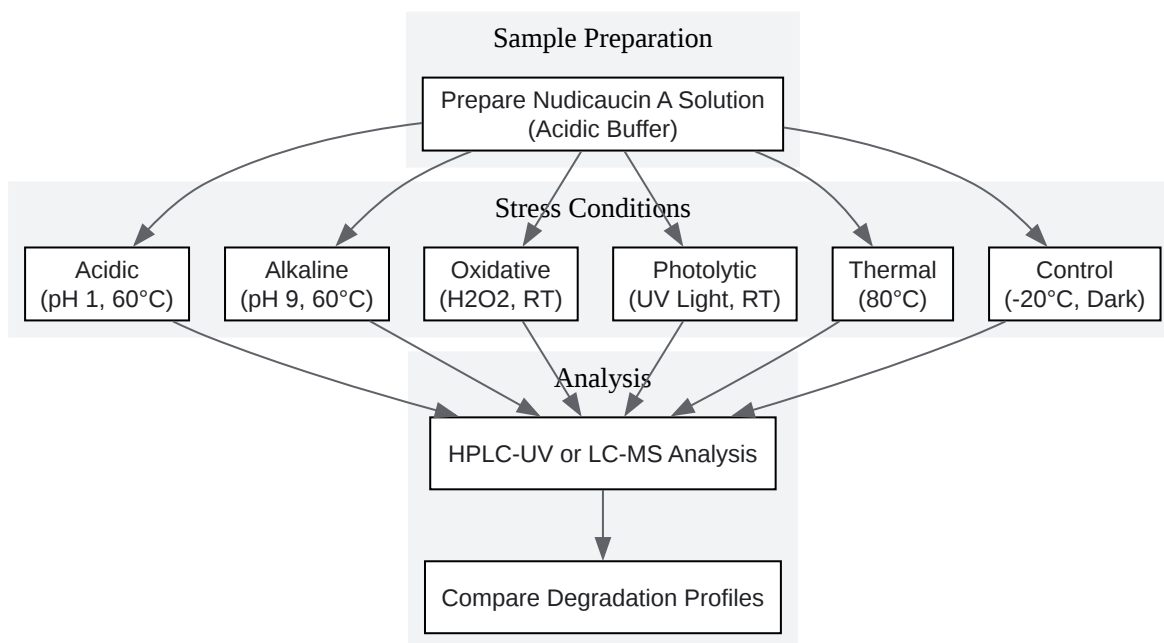 Sample Preparation
Prepare Nudicaucin A Solution
(Acidic Buffer)
Stress Conditions
Acidic
(pH 1, 60°C)
Alkaline
(pH 9, 60°C)
Oxidative
(H2O2, RT)
Photolytic
(UV Light, RT)
Thermal
(80°C)
Control
(-20°C, Dark)
Analysis
HPLC-UV or LC-MS Analysis
Compare Degradation Profiles